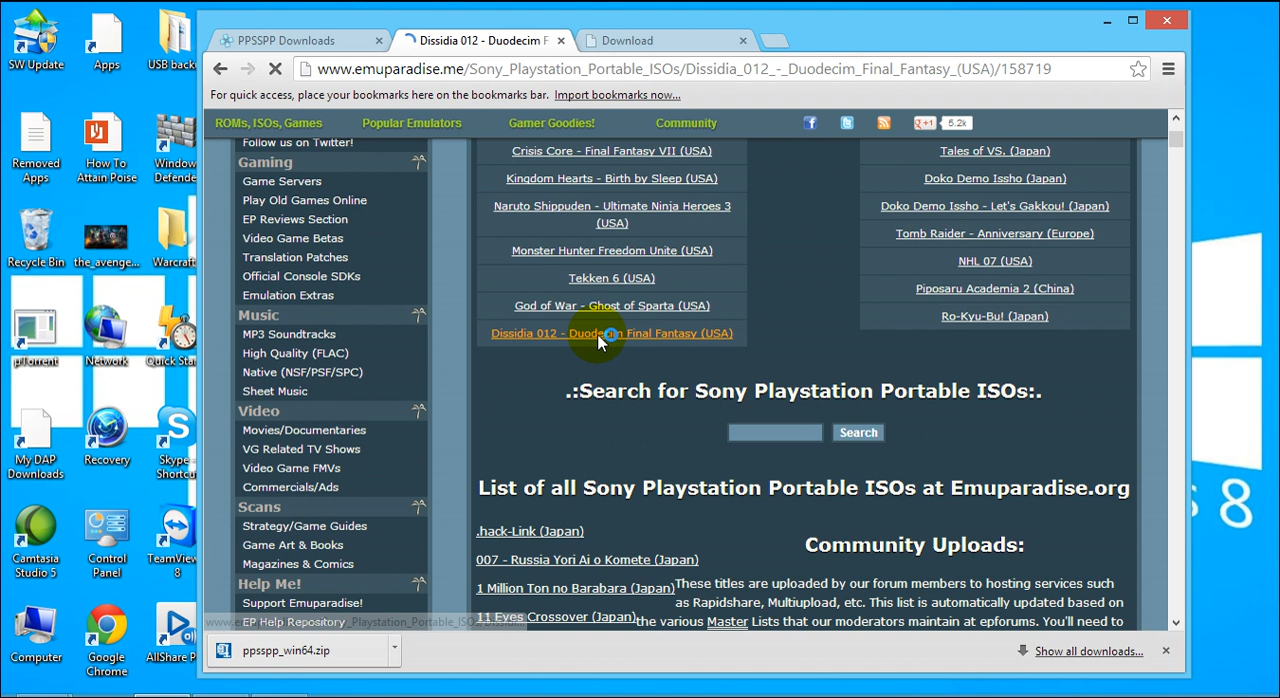 SW Update
Apps
USB back
Removed
Apps
How To
Attain Poise
Window
Defende
Recycle Bin
the_avenge...
Warcraft
µTorrent
Network
Quick Star
My DAP
Downloads
Recovery
Skype
Shortcu
Camtasia
Studio 5
Control
Panel
TeamView
8
Computer
Google
Chrome
AllShare P
PPSSPP Downloads
Dissidia 012 - Duodecim F
Download
www.emuparadise.me/Sony_Playstation_Portable_ISOs/Dissidia_012_-_Duodecim_Final_Fantasy_(USA)/158719
For quick access, place your bookmarks here on the bookmarks bar. Import bookmarks now...
ROMs, ISOs, Games
Popular Emulators
Gamer Goodies!
Community
+1
5.2k
Follow us on Twitter!
Gaming
Game Servers
Play Old Games Online
EP Reviews Section
Video Game Betas
Translation Patches
Official Console SDKs
Emulation Extras
Music
MP3 Soundtracks
High Quality (FLAC)
Native (NSF/PSF/SPC)
Sheet Music
Video
Movies/Documentaries
VG Related TV Shows
Video Game FMVs
Commercials/Ads
Scans
Strategy/Game Guides
Game Art & Books
Magazines & Comics
Help Me!
Support Emuparadise!
EP Help Repository
Crisis Core - Final Fantasy VII (USA)
Kingdom Hearts - Birth by Sleep (USA)
Naruto Shippuden - Ultimate Ninja Heroes 3
(USA)
Monster Hunter Freedom Unite (USA)
Tekken 6 (USA)
God of War - Ghost of Sparta (USA)
Dissidia 012 - Duodecim Final Fantasy (USA)
Tales of VS. (Japan)
Doko Demo Issho (Japan)
Doko Demo Issho - Let's Gakkou! (Japan)
Tomb Raider - Anniversary (Europe)
NHL 07 (USA)
Piposaru Academia 2 (China)
Ro-Kyu-Bu! (Japan)
.:Search for Sony Playstation Portable ISOs:.
Search
List of all Sony Playstation Portable ISOs at Emuparadise.org
.hack-Link (Japan)
007 - Russia Yori Ai o Komete (Japan)
1 Million Ton no Barabara (Japan)
11 Eyes Crossover (Japan)
Community Uploads:
These titles are uploaded by our forum members to hosting services such
as Rapidshare, Multiupload, etc. This list is automatically updated based on
the various Master Lists that our moderators maintain at epforums. You'll need to
ppsspp_win64.zip
Show all downloads...
s 8